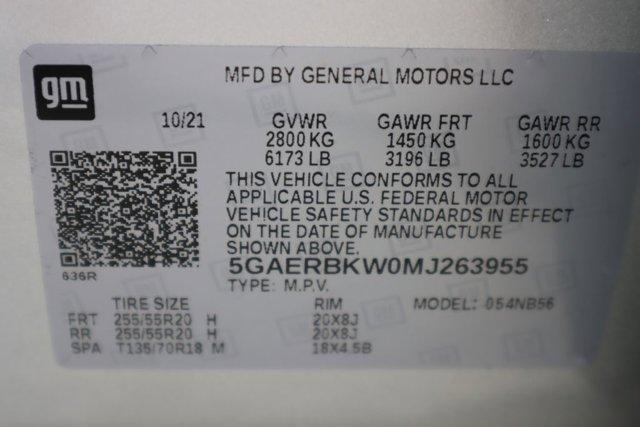 gm
MFD BY GENERAL MOTORS LLC
10/21 GVWR GAWR FRT GAWR RR
2800 KG 1450 KG 1600 KG
6173 LB 3196 LB 3527 LB
THIS VEHICLE CONFORMS TO ALL
APPLICABLE U.S. FEDERAL MOTOR
VEHICLE SAFETY STANDARDS IN EFFECT
ON THE DATE OF MANUFACTURE
SHOWN ABOVE.
636R
5GAERBKW0MJ263955
TYPE: M.P.V.
TIRE SIZE RIM MODEL: 054NB56
FRT 255/55R20 H 20X8J
RR 255/55R20 H 20X8J
SPA T135/70R18 M 18X4.5B